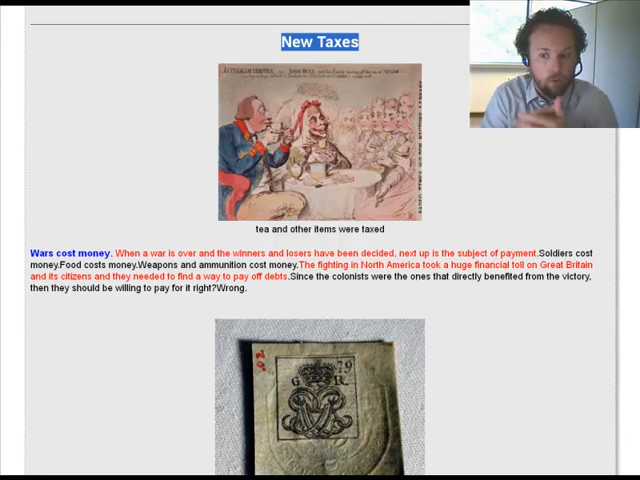 New Taxes
tea and other items were taxed
Wars cost money. When a war is over and the winners and losers have been decided, next up is the subject of payment.Soldiers cost
money.Food costs money.Weapons and ammunition cost money.The fighting in North America took a huge financial toll on Great Britain
and its citizens and they needed to find a way to pay off debts.Since the colonists were the ones that directly benefited from the victory,
then they should be willing to pay for it right?Wrong.
79
G R